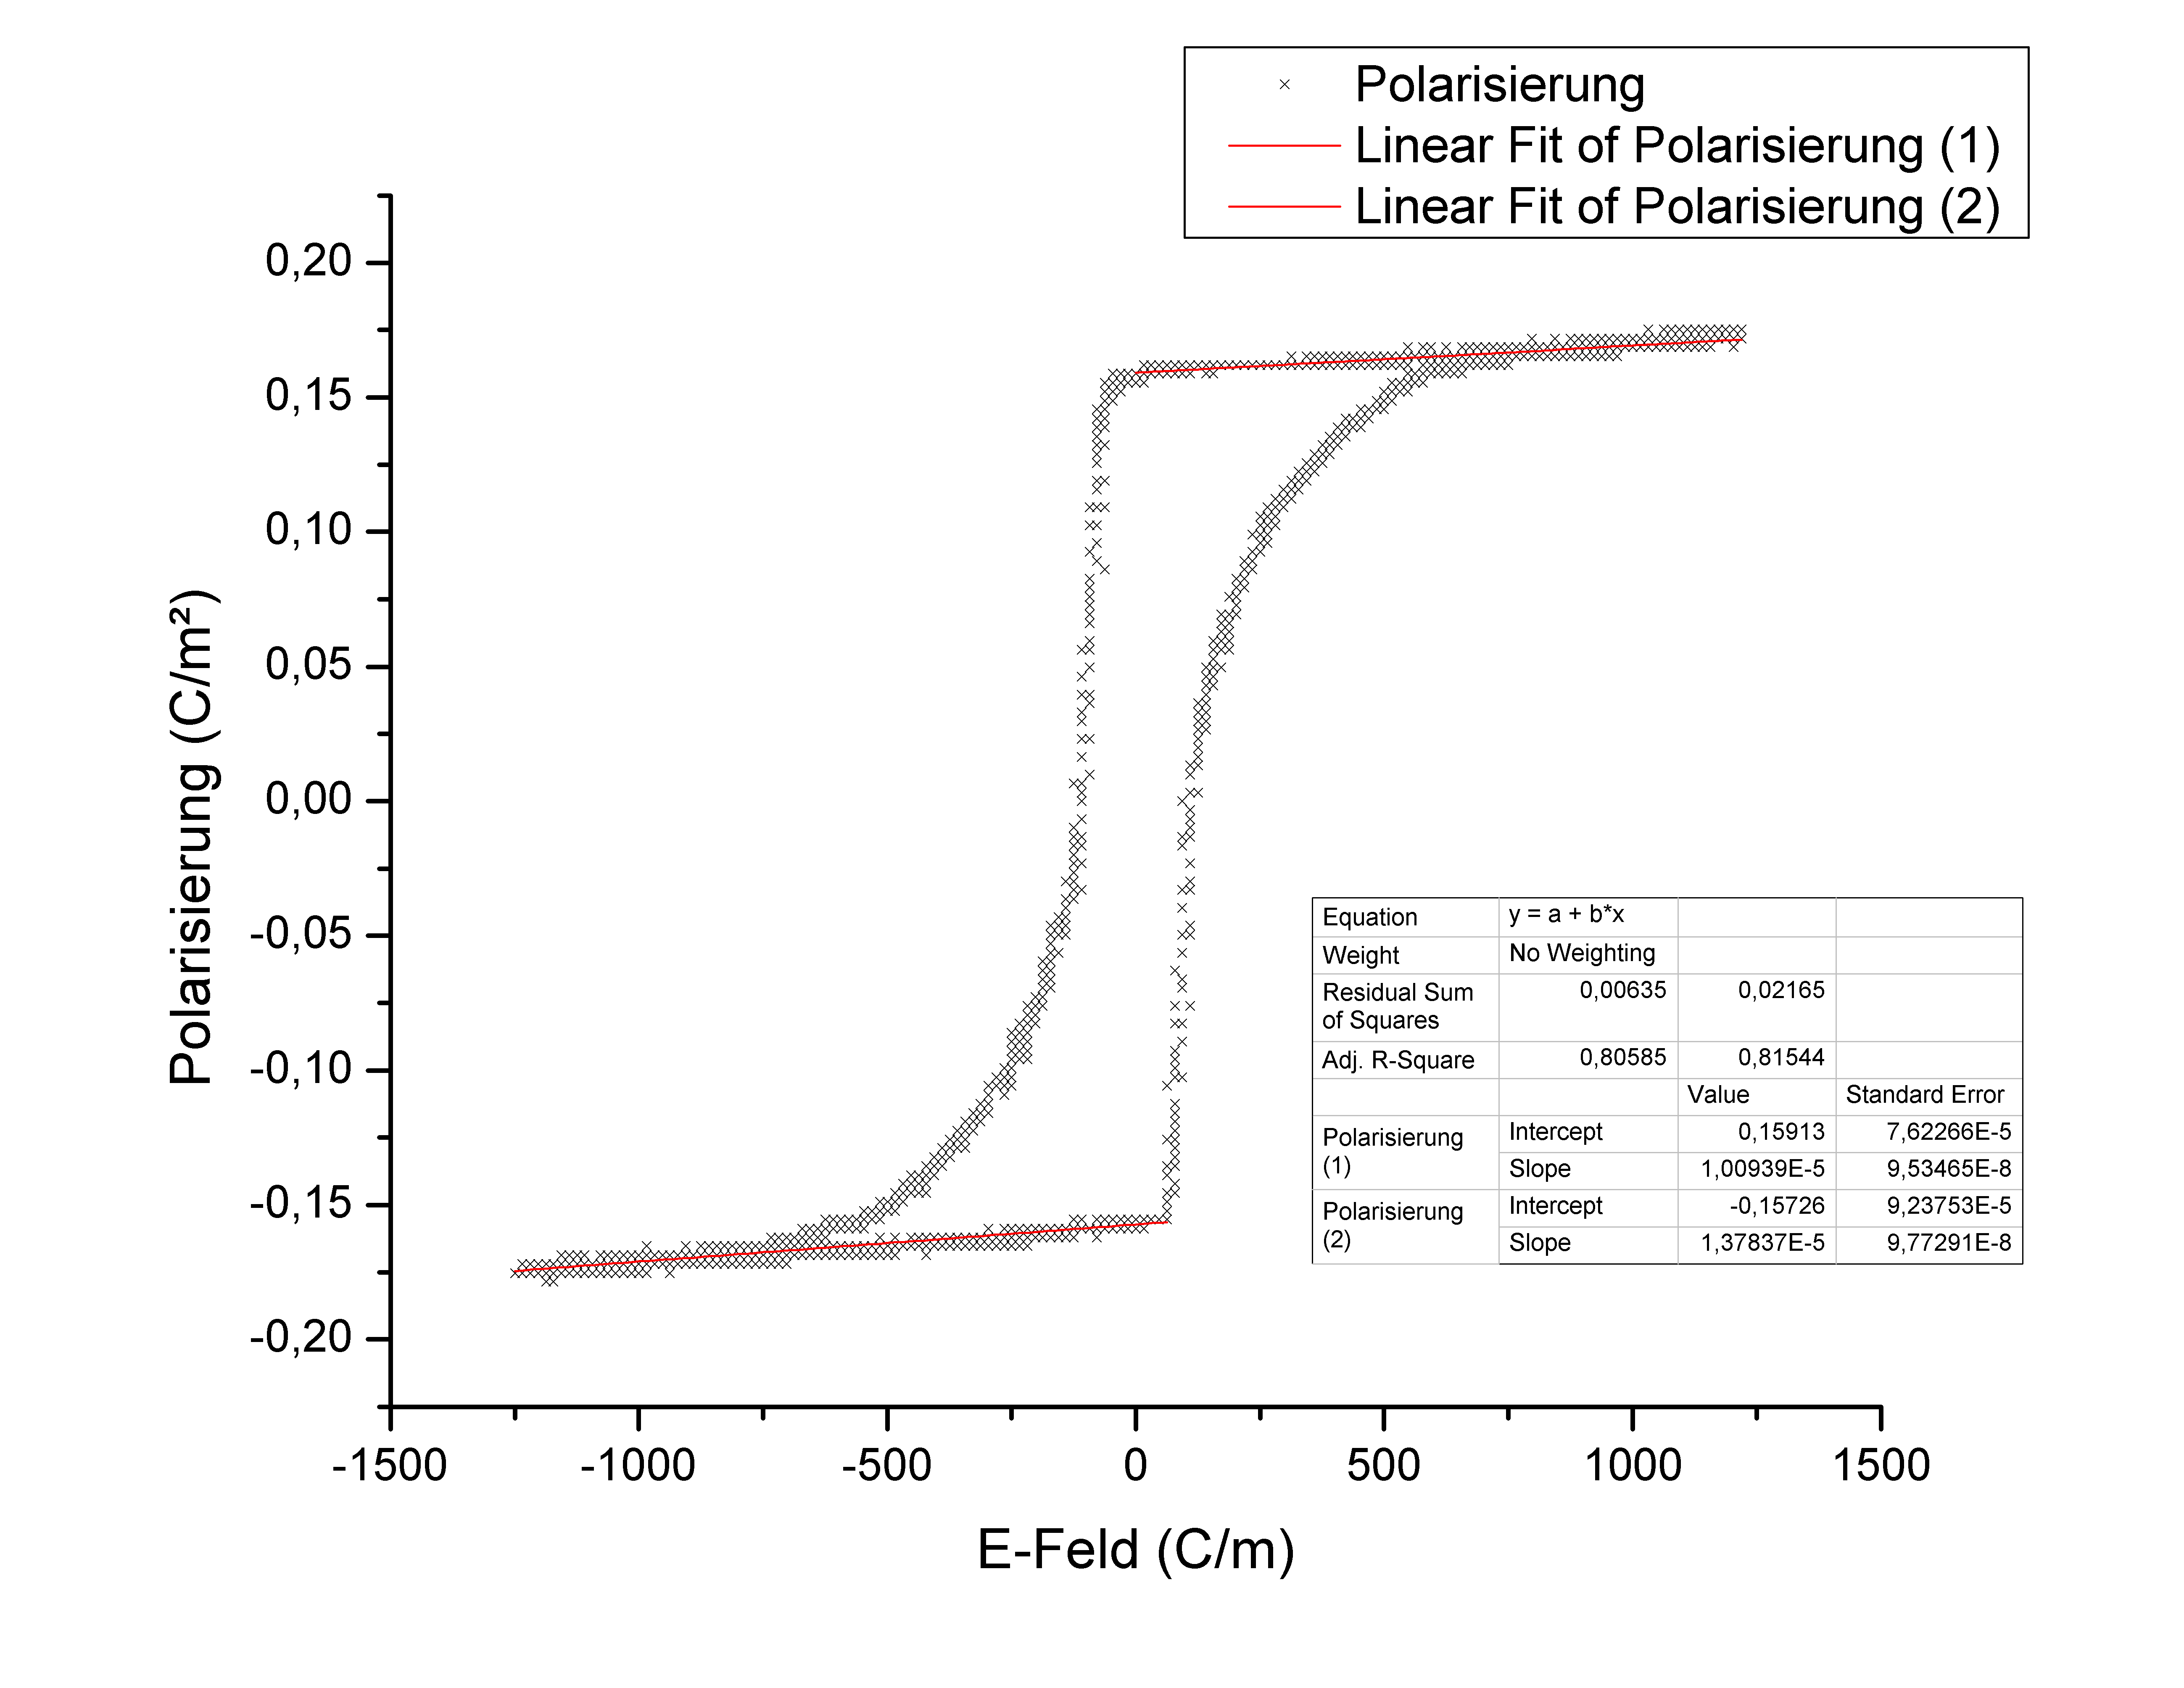 Polarisierung
Linear Fit of Polarisierung (1)
Linear Fit of Polarisierung (2)
Polarisierung (C/m²)
0,20
0,15
0,10
0,05
0,00
-0,05
-0,10
-0,15
-0,20
Equation y = a + b*x
Weight No Weighting
Residual Sum
of Squares 0,00635 0,02165
Adj. R-Square 0,80585 0,81544
Value Standard Error
Polarisierung
(1)
Intercept 0,15913 7,62266E-5
Slope 1,00939E-5 9,53465E-8
Polarisierung
(2)
Intercept -0,15726 9,23753E-5
Slope 1,37837E-5 9,77291E-8
-1500 -1000 -500 0 500 1000 1500
E-Feld (C/m)